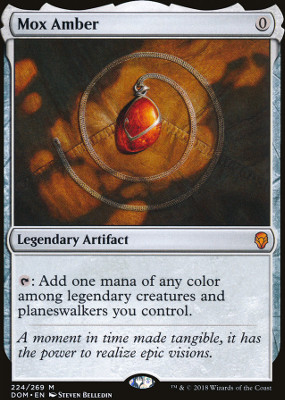 Mox Amber 0
Legendary Artifact
: Add one mana of any color
among legendary creatures and
planeswalkers you control.
A moment in time made tangible, it has
the power to realize epic visions.
224/269 M
DOM • EN Steven Belledin
™ & © 2018 Wizards of the Coast